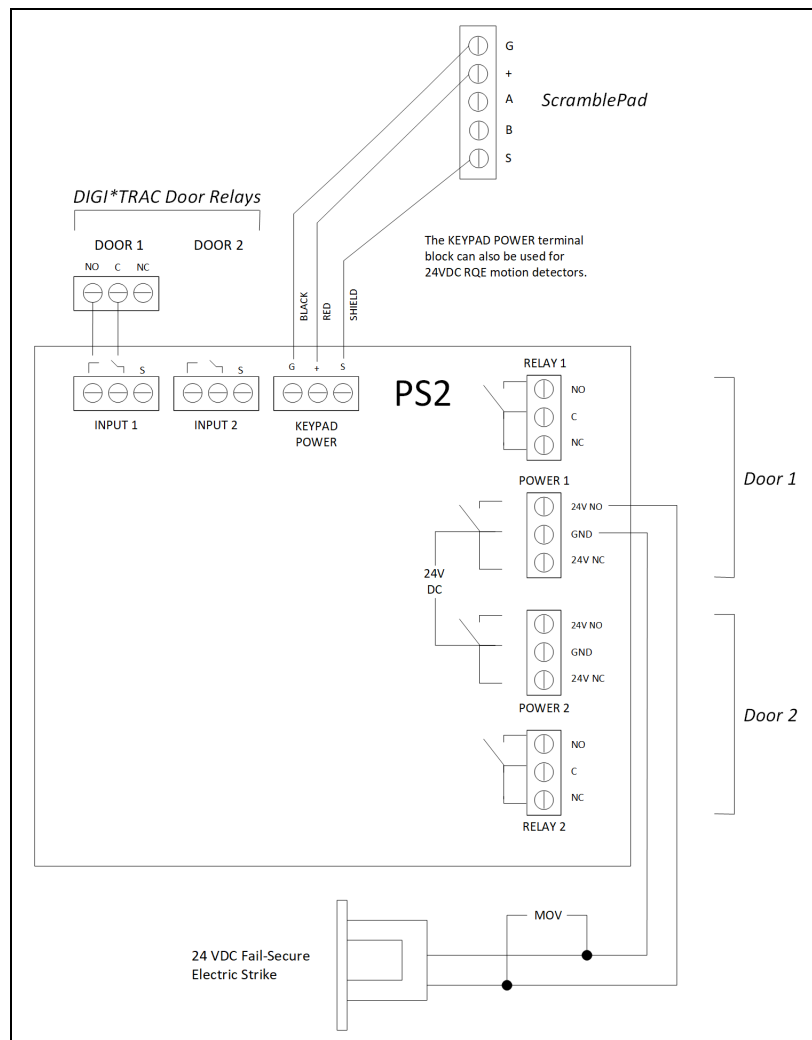 G
+
A
B
S
ScramblePad
DIGI*TRAC Door Relays
DOOR 1
DOOR 2
NO
C
NC
The KEYPAD POWER terminal
block can also be used for
24VDC RQE motion detectors.
BLACK
RED
SHIELD
S
S
G
+
S
INPUT 1
INPUT 2
KEYPAD
POWER
PS2
RELAY 1
NO
C
NC
POWER 1
24V NO
GND
24V NC
Door 1
24V
DC
24V NO
GND
24V NC
POWER 2
Door 2
NO
C
NC
RELAY 2
MOV
24 VDC Fail-Secure
Electric Strike